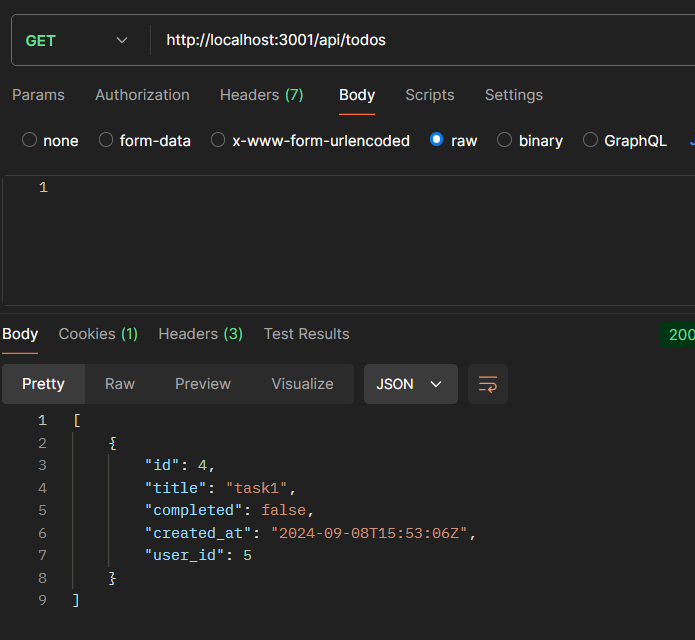 GET http://localhost:3001/api/todos
Params Authorization Headers (7) Body Scripts Settings
none form-data x-www-form-urlencoded raw binary GraphQL
1
Body Cookies (1) Headers (3) Test Results 200
Pretty Raw Preview Visualize JSON
1 [
2 {
3 "id": 4,
4 "title": "task1",
5 "completed": false,
6 "created_at": "2024-09-08T15:53:06Z",
7 "user_id": 5
8 }
9 ]